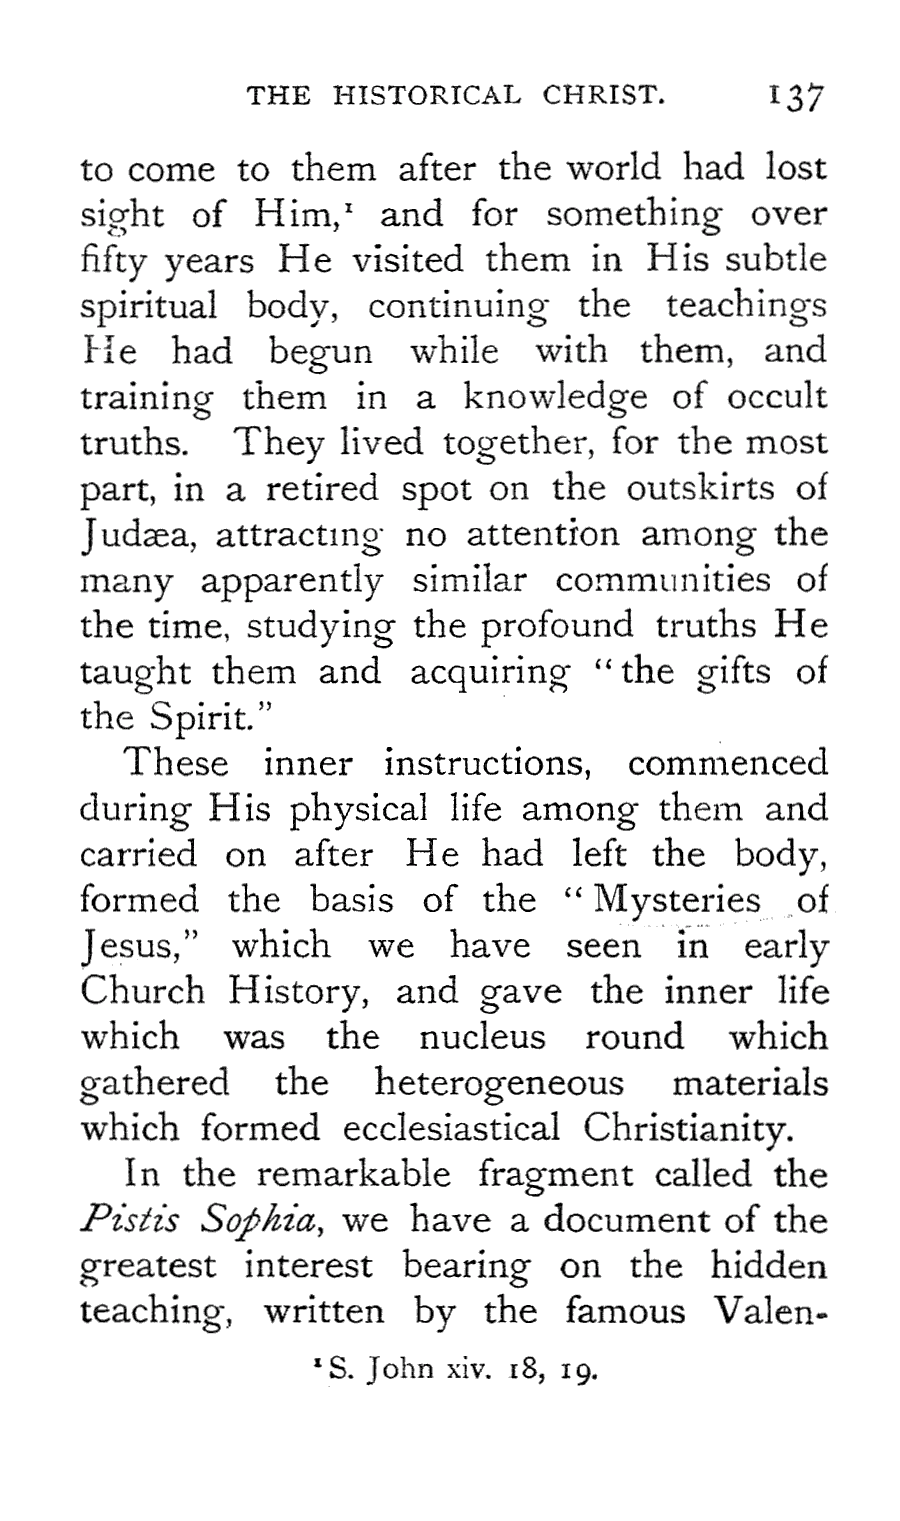 THE HISTORICAL CHRIST. 137
to come to them after the world had lost
sight of Him,¹ and for something over
fifty years He visited them in His subtle
spiritual body, continuing the teachings
He had begun while with them, and
training them in a knowledge of occult
truths. They lived together, for the most
part, in a retired spot on the outskirts of
Judæa, attracting no attention among the
many apparently similar communities of
the time, studying the profound truths He
taught them and acquiring “the gifts of
the Spirit.”
These inner instructions, commenced
during His physical life among them and
carried on after He had left the body,
formed the basis of the “Mysteries of
Jesus,” which we have seen in early
Church History, and gave the inner life
which was the nucleus round which
gathered the heterogeneous materials
which formed ecclesiastical Christianity.
In the remarkable fragment called the
Pistis Sophia, we have a document of the
greatest interest bearing on the hidden
teaching, written by the famous Valen-
¹ S. John xiv. 18, 19.